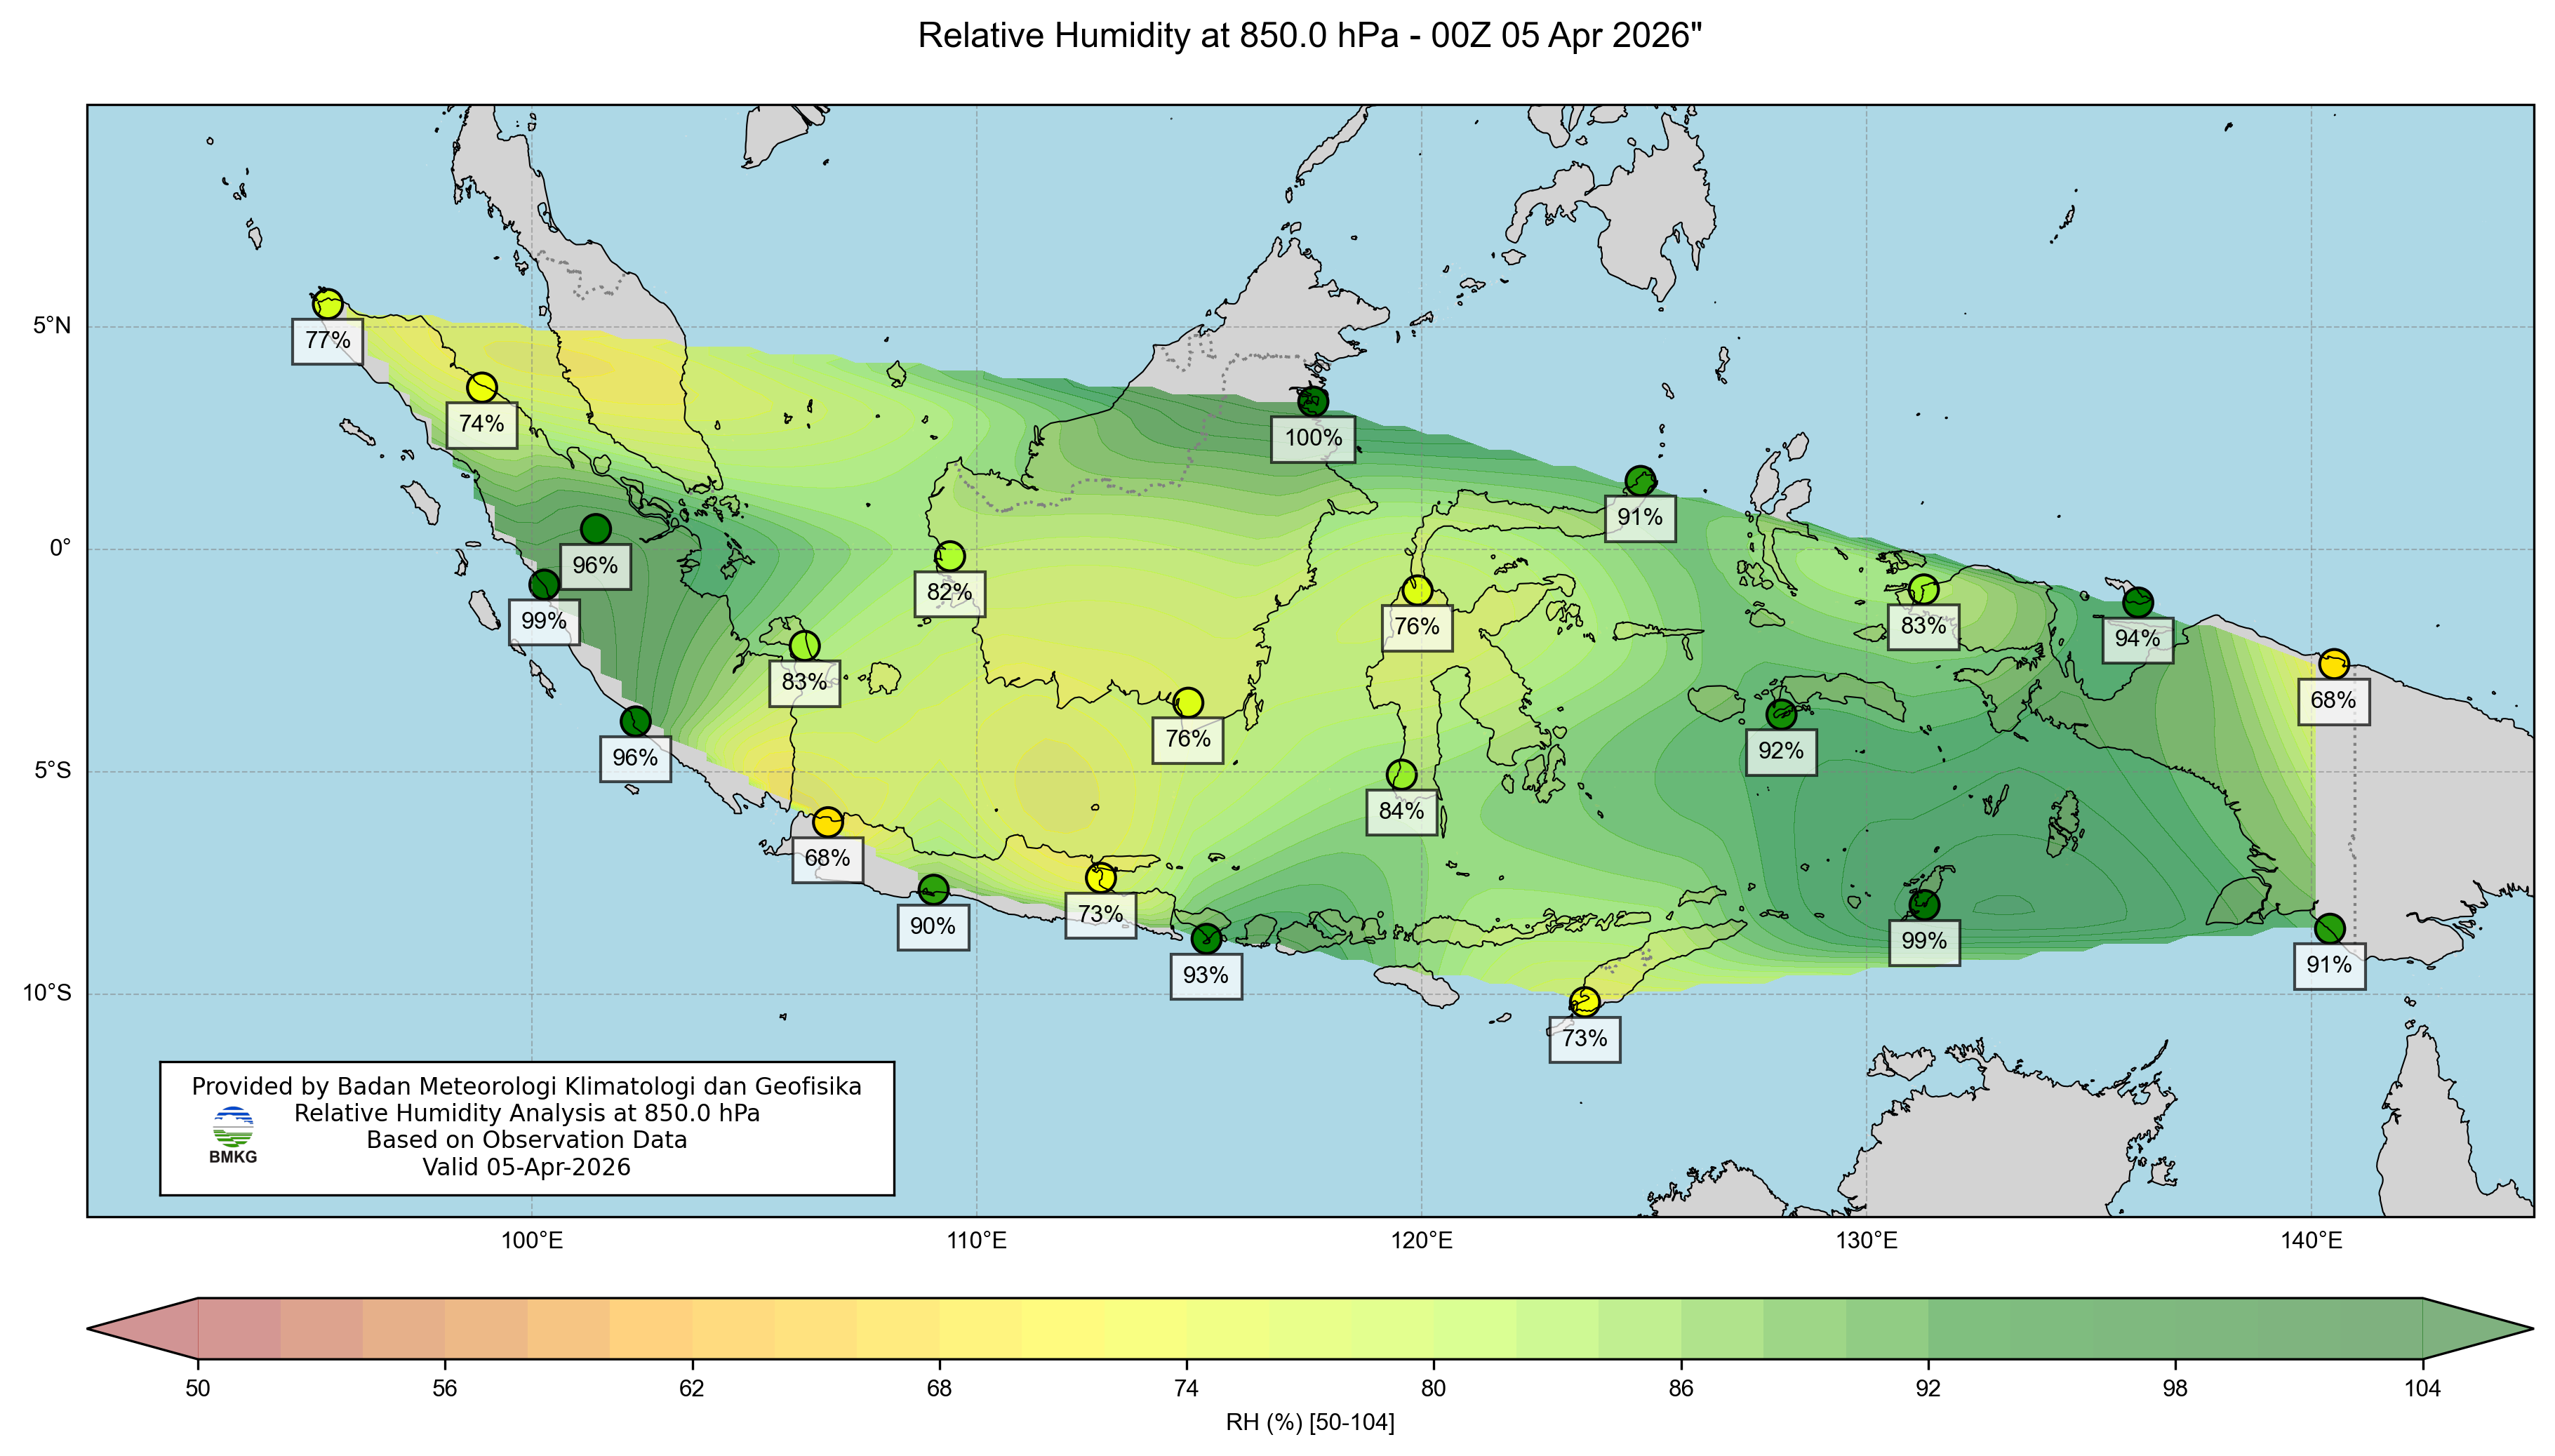 Relative Humidity at 850.0 hPa - 00Z 05 Apr 2026"
5°N
0°
5°S
10°S
77%
74%
100%
91%
96%
99%
82%
76%
83%
94%
83%
68%
96%
76%
92%
84%
68%
90%
73%
93%
99%
91%
73%
Provided by Badan Meteorologi Klimatologi dan Geofisika
Relative Humidity Analysis at 850.0 hPa
Based on Observation Data
Valid 05-Apr-2026
BMKG
100°E 110°E 120°E 130°E 140°E
50 56 62 68 74 80 86 92 98 104
RH (%) [50-104]